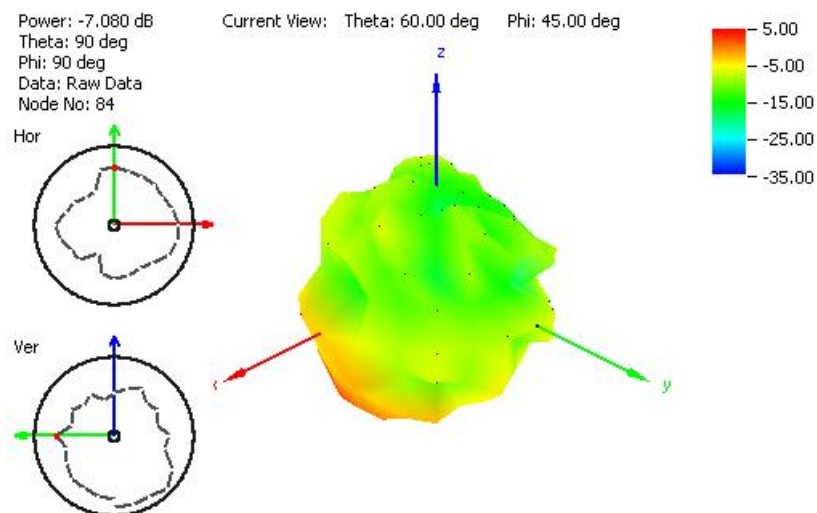 Power: -7.080 dB
Current View: Theta: 60.00 deg Phi: 45.00 deg
Theta: 90 deg
Phi: 90 deg
Data: Raw Data
Node No: 84
Hor
Ver
z
y
5.00
-5.00
-15.00
-25.00
-35.00